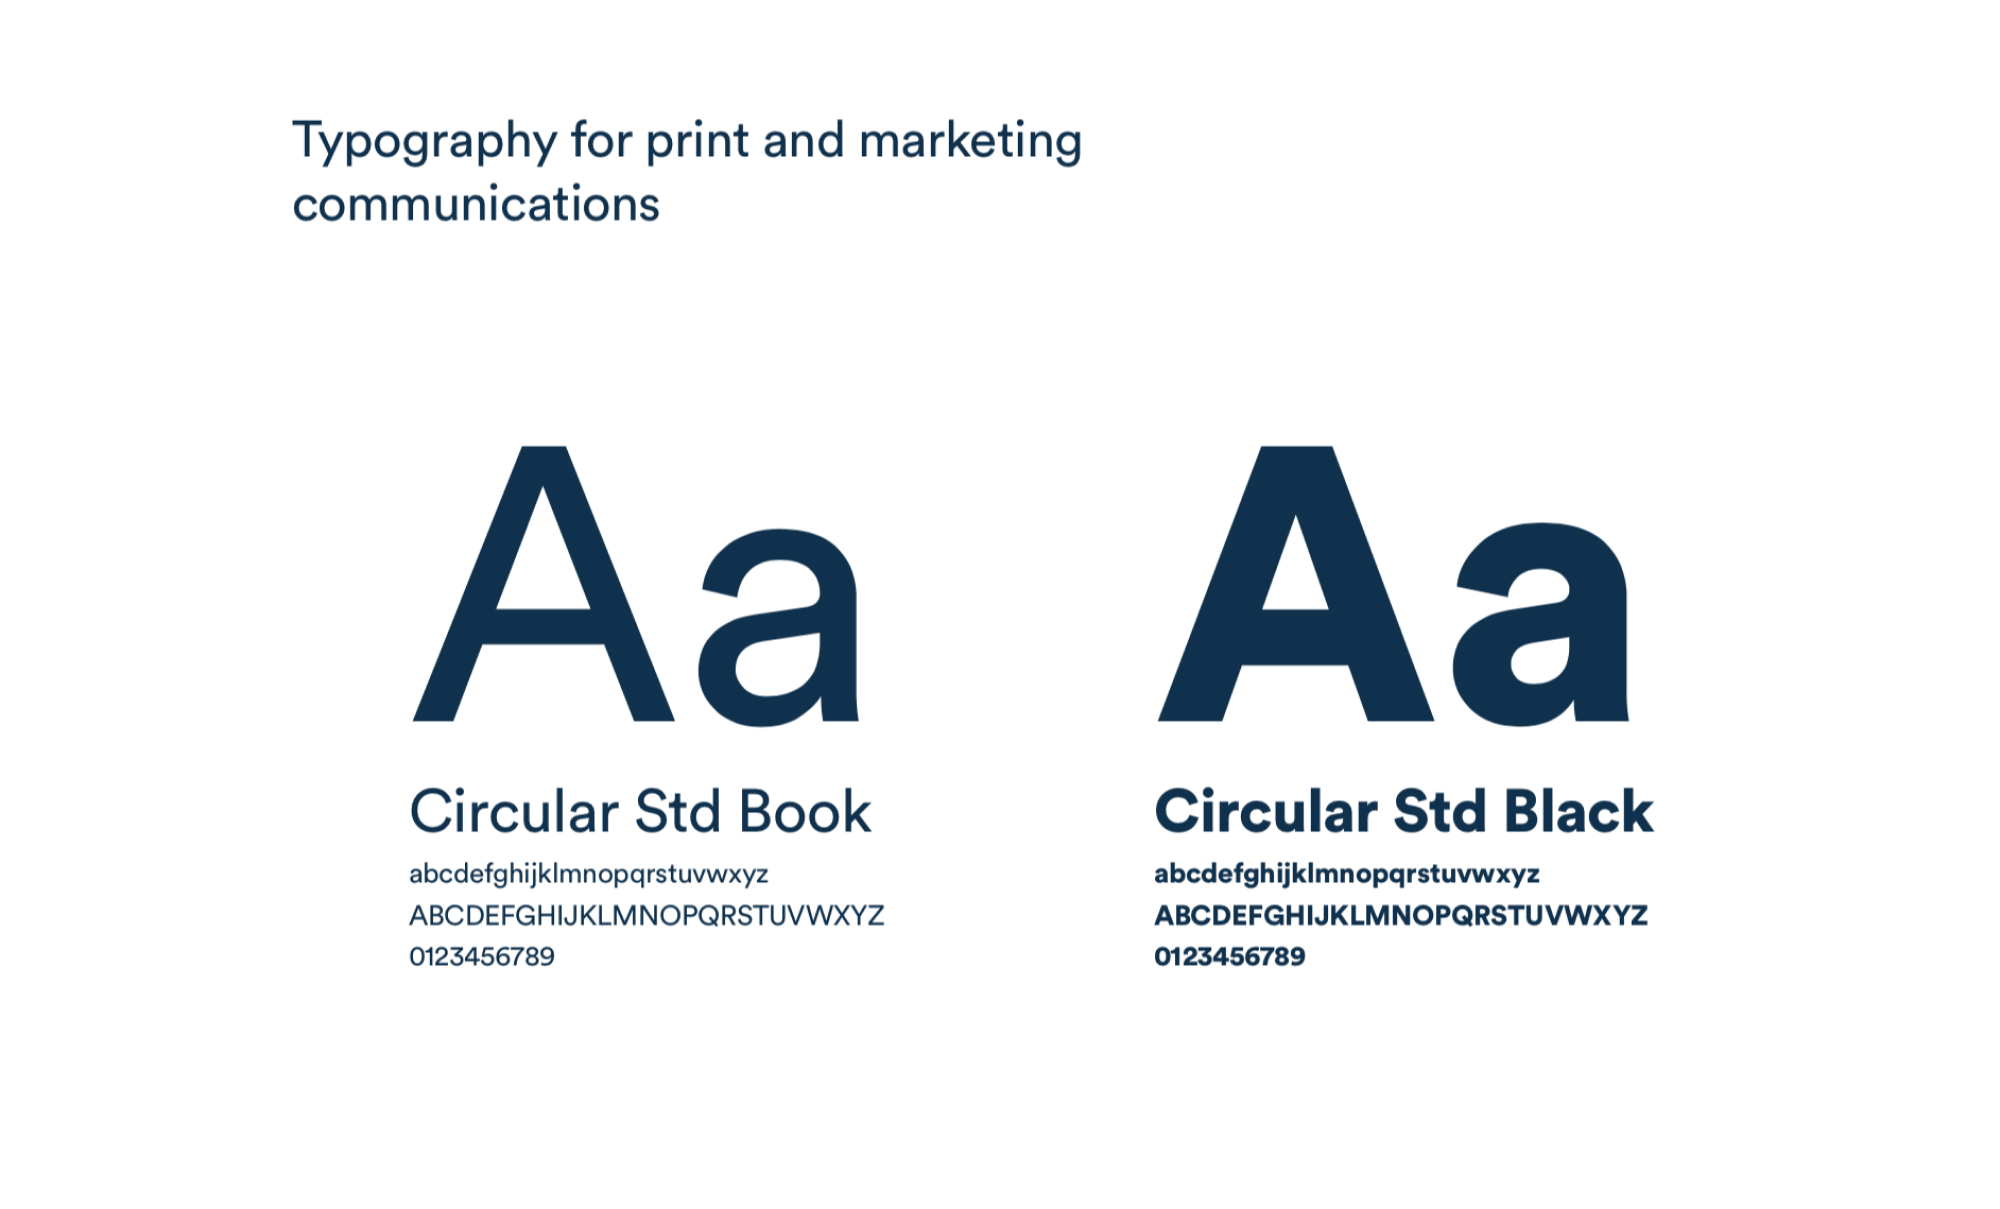 Typography for print and marketing
communications
Aa
Circular Std Book
abcdefghijklmnopqrstuvwxyz
ABCDEFGHIJKLMNOPQRSTUVWXYZ
0123456789
Aa
Circular Std Black
abcdefghijklmnopqrstuvwxyz
ABCDEFGHIJKLMNOPQRSTUVWXYZ
0123456789